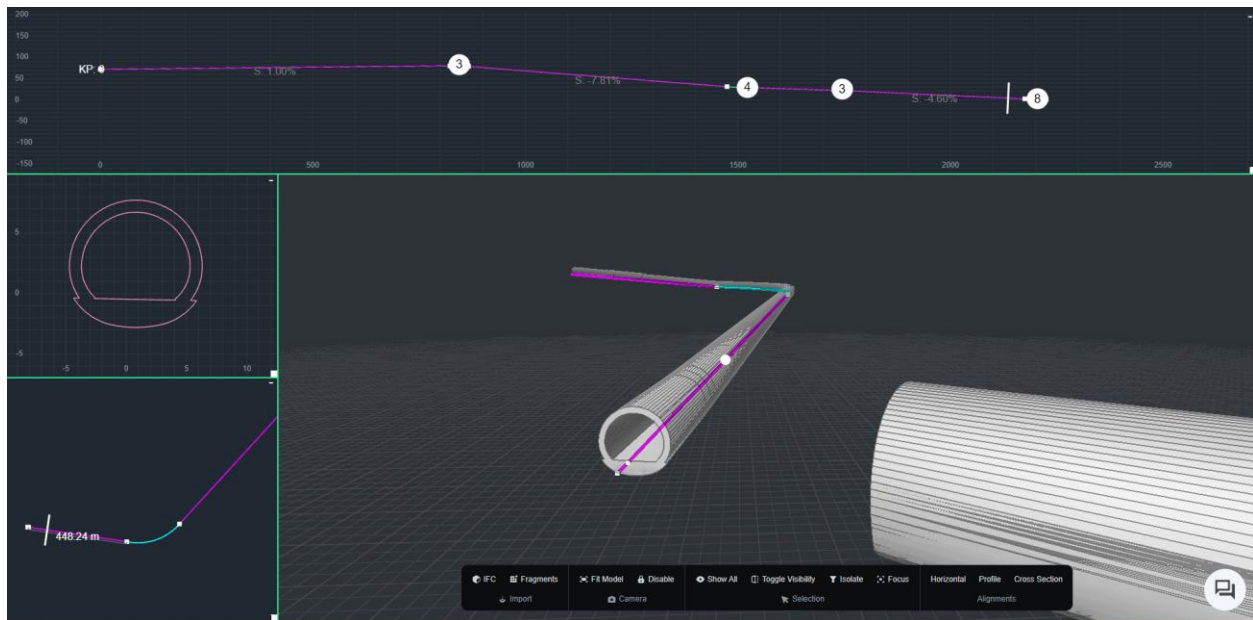 200
150
100
50
0
-50
-100
-150
KP: 0
S: 1.00%
3
S: -7.81%
4
3
S: -4.60%
8
0 500 1000 1500 2000 2500
5
0
-5
-5 0 5 10
448.24 m
IFC Fragments Fit Model Disable Show All Toggle Visibility Isolate Focus Horizontal Profile Cross Section
Import Camera Selection Alignments